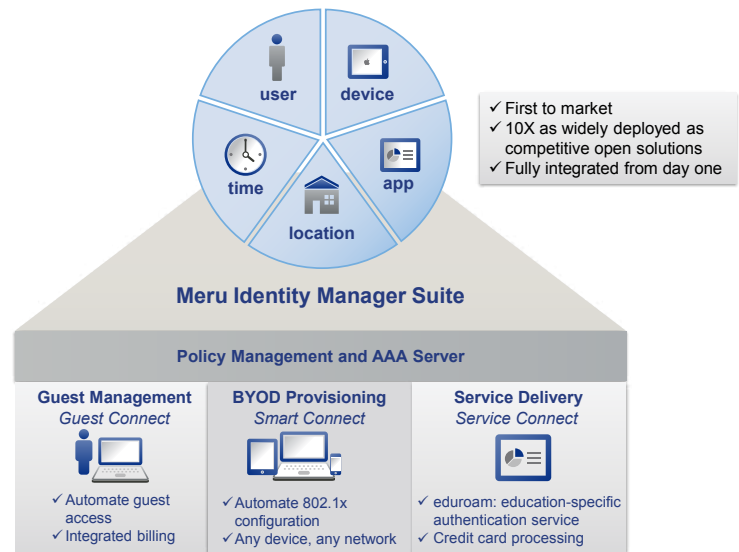 user
device
time
app
location
✓ First to market
✓ 10X as widely deployed as
competitive open solutions
✓ Fully integrated from day one
Meru Identity Manager Suite
Policy Management and AAA Server
Guest Management
Guest Connect
✓ Automate guest
access
✓ Integrated billing
BYOD Provisioning
Smart Connect
✓ Automate 802.1x
configuration
✓ Any device, any network
Service Delivery
Service Connect
✓ eduroam: education-specific
authentication service
✓ Credit card processing